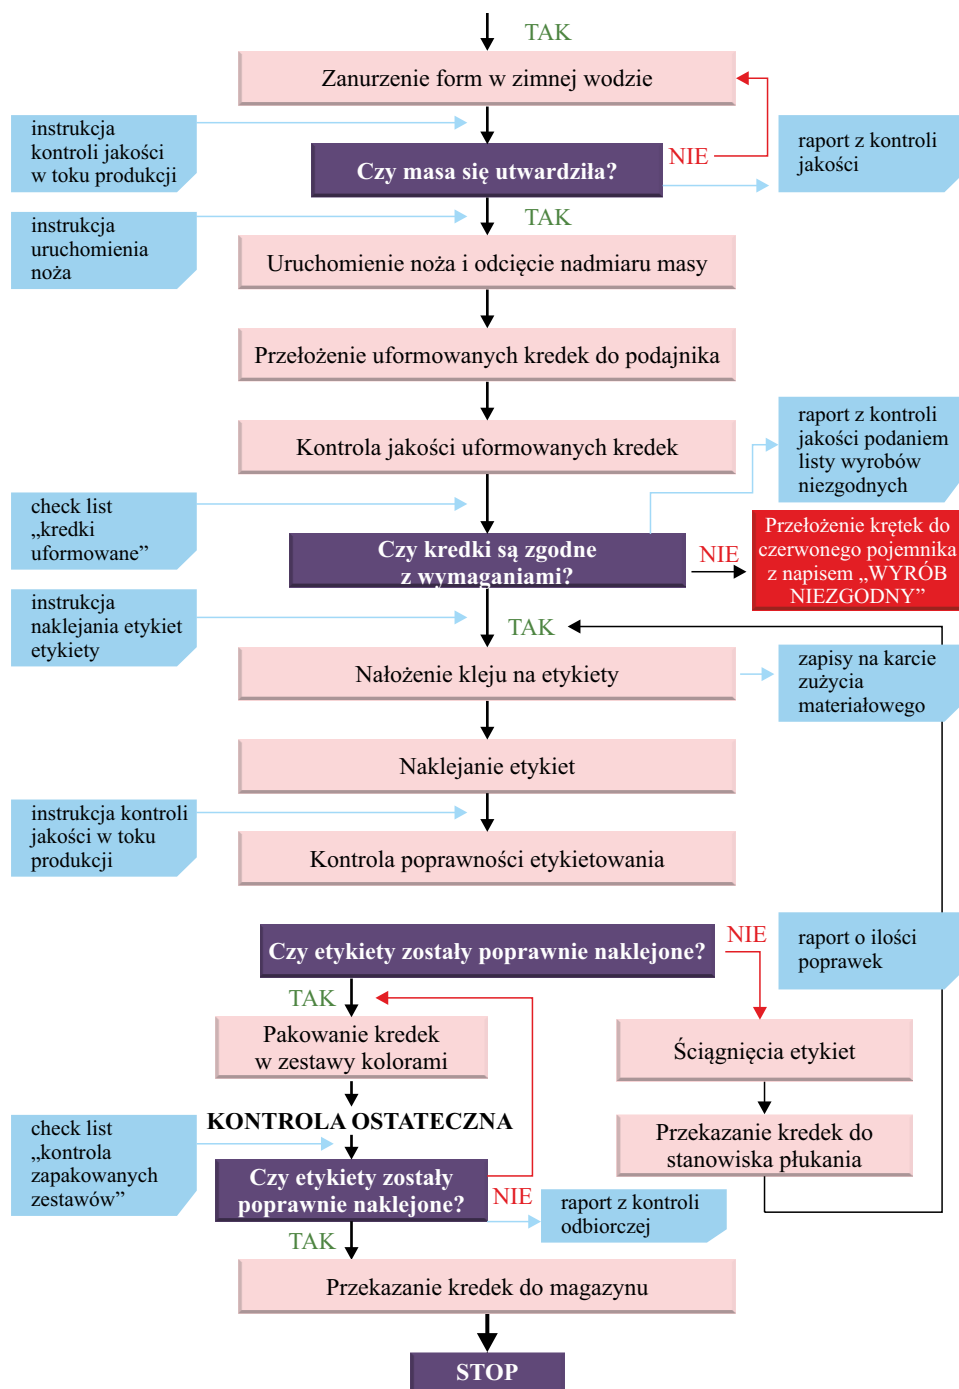 TAK
Zanurzenie form w zimnej wodzie
instrukcja
kontroli jakości
w toku produkcji
Czy masa się utwardziła?
NIE
raport z kontroli
jakości
instrukcja
uruchomienia
noża
TAK
Uruchomienie noża i odcięcie nadmiaru masy
Przełożenie uformowanych kredek do podajnika
Kontrola jakości uformowanych kredek
raport z kontroli
jakości podaniem
listy wyrobów
niezgodnych
check list
„kredki
uformowane”
Czy kredki są zgodne
z wymaganiami?
NIE
Przełożenie krętek do
czerwonego pojemnika
z napisem „WYRÓB
NIEZGODNY”
instrukcja
naklejania etykiet
etykiety
TAK
Nałożenie kleju na etykiety
zapisy na karcie
zużycia
materiałowego
Naklejanie etykiet
instrukcja kontroli
jakości w toku
produkcji
Kontrola poprawności etykietowania
Czy etykiety zostały poprawnie naklejone?
NIE
raport o ilości
poprawek
TAK
Pakowanie kredek
w zestawy kolorami
Ściągnięcia etykiet
KONTROLA OSTATECZNA
Przekazanie kredek do
stanowiska płukania
check list
„kontrola
zapakowanych
zestawów”
Czy etykiety zostały
poprawnie naklejone?
NIE
raport z kontroli
odbiorczej
TAK
Przekazanie kredek do magazynu
STOP